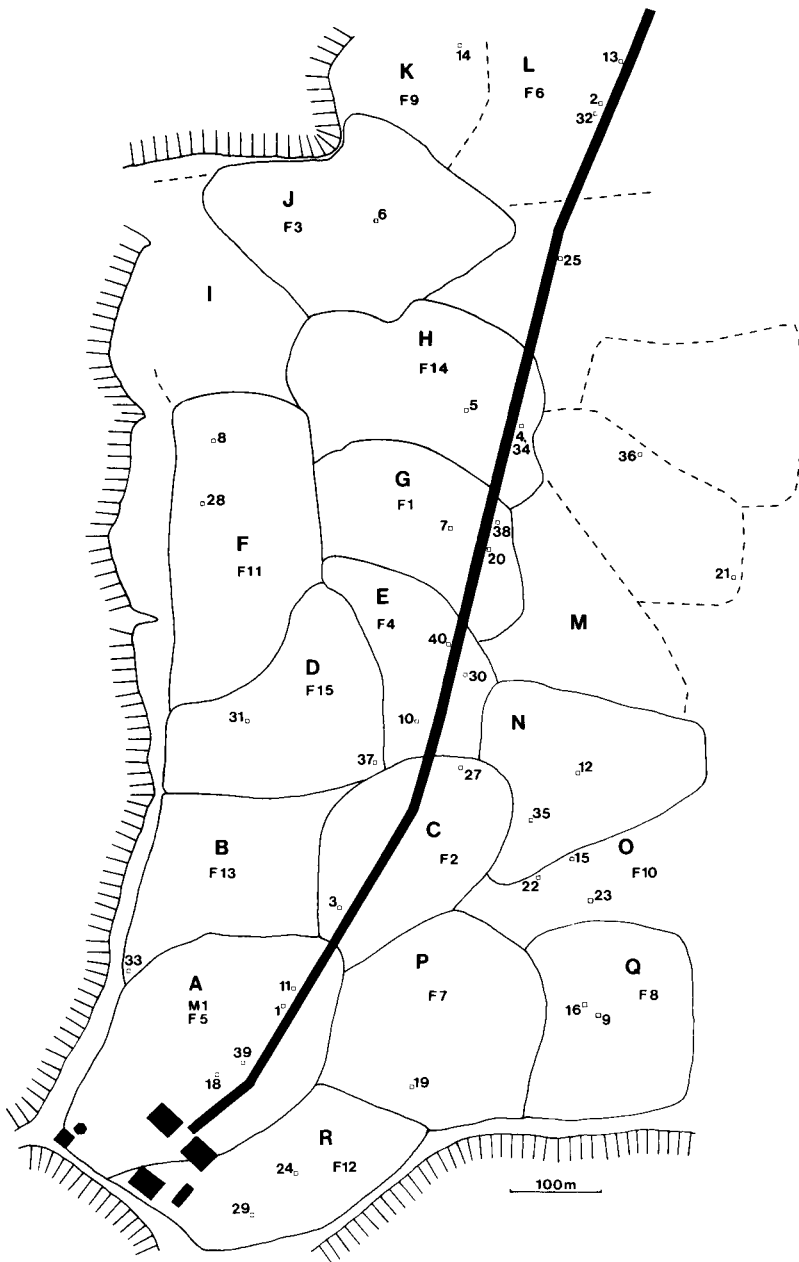 14
K
F9
L
F6
13
2
32
J
F3
6
25
I
H
F14
5
4
34
36
8
28
G
F1
7
38
20
21
F
F11
E
F4
40
30
M
D
F15
31
10
37
N
12
27
35
C
F2
B
F13
15
O
F10
22
23
3
33
A
M1
F5
11
1
P
F7
Q
F8
16
9
39
18
19
R
F12
24
29
100m